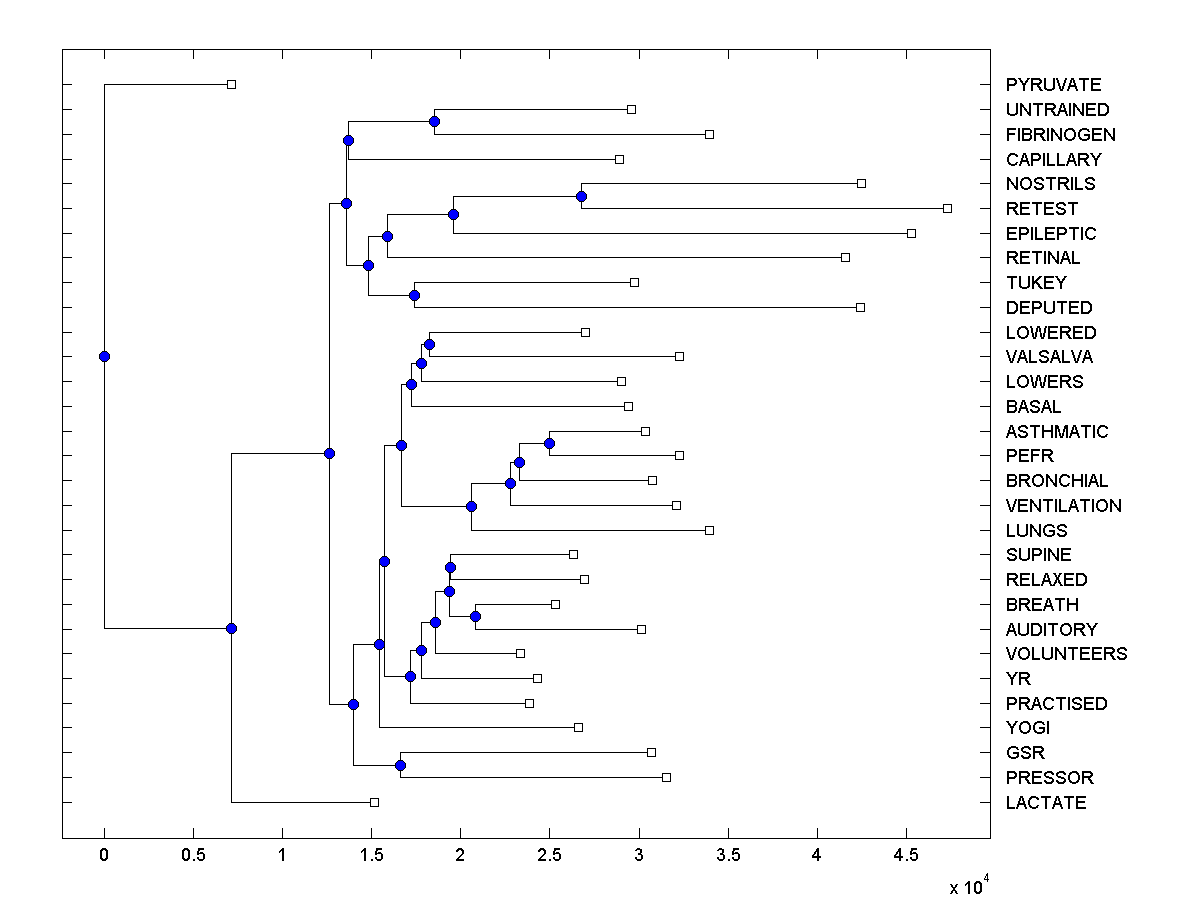 PYRUVATE
UNTRAINED
FIBRINOGEN
CAPILLARY
NOSTRILS
RETEST
EPILEPTIC
RETINAL
TUKEY
DEPUTED
LOWERED
VALSALVA
LOWERS
BASAL
ASTHMATIC
PEFR
BRONCHIAL
VENTILATION
LUNGS
SUPINE
RELAXED
BREATH
AUDITORY
VOLUNTEERS
YR
PRACTISED
YOGI
GSR
PRESSOR
LACTATE
0 0.5 1 1.5 2 2.5 3 3.5 4 4.5
x 10^4